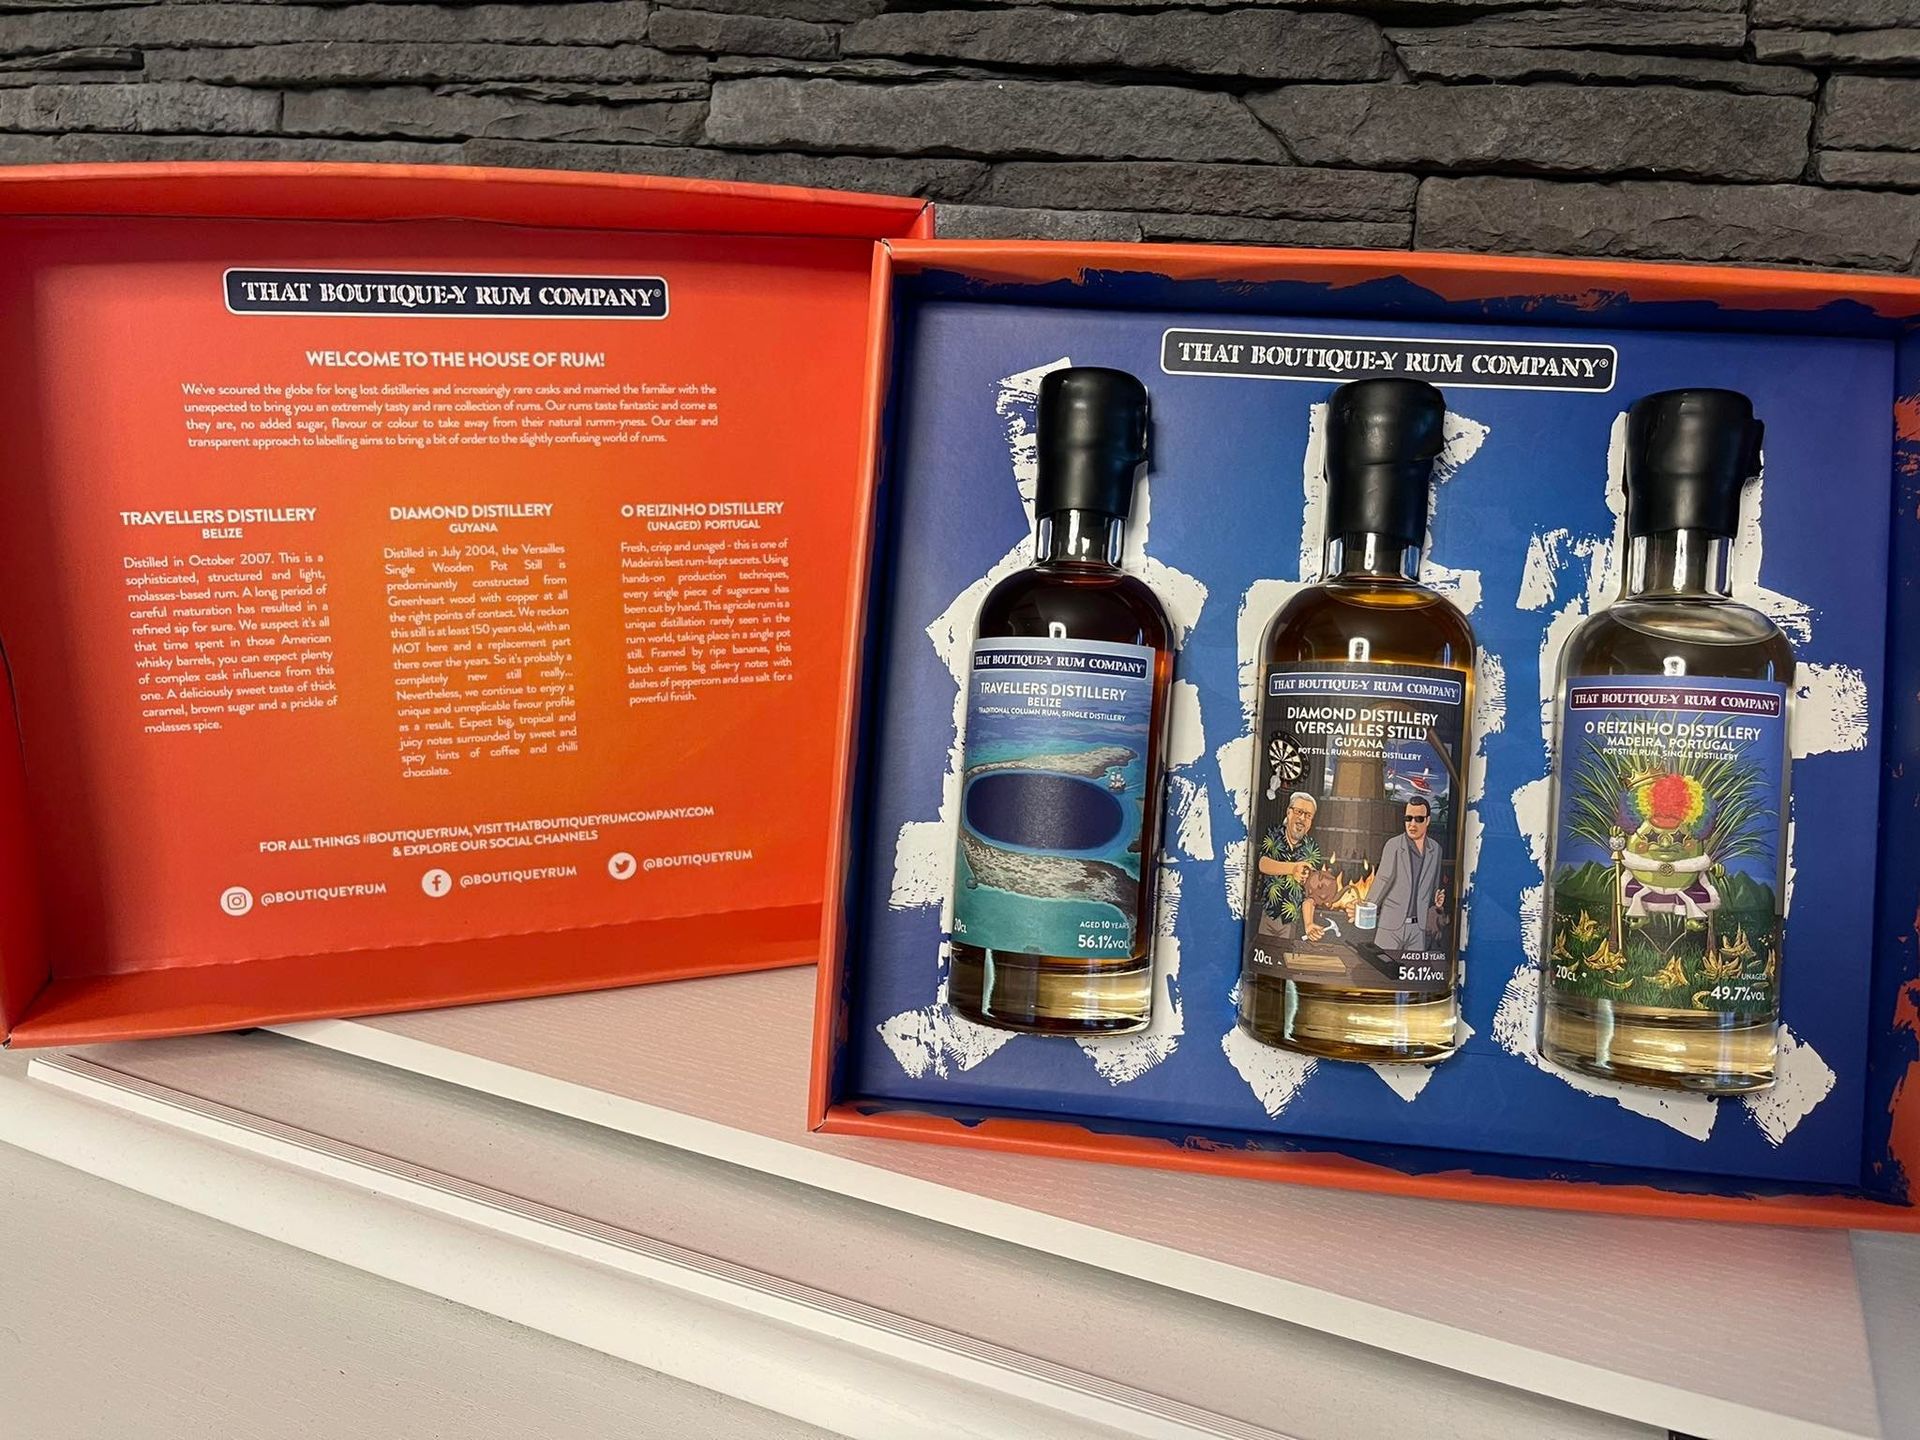 THAT BOUTIQUE-Y RUM COMPANY®
WELCOME TO THE HOUSE OF RUM!
We've scoured the globe for long lost distilleries and increasingly rare casks and married the familiar with the
unexpected to bring you an extremely tasty and rare collection of rums. Our rums taste fantastic and come as
they are, no added sugar, flavour or colour to take away from their natural rumm-yness. Our clear and
transparent approach to labelling aims to bring a bit of order to the slightly confusing world of rums.
TRAVELLERS DISTILLERY
BELIZE
Distilled in October 2007. This is a
sophisticated, structured and light,
molasses-based rum. A long period of
careful maturation has resulted in a
refined sip for sure. We suspect it's all
that time spent in those American
whisky barrels, you can expect plenty
of complex cask influence from this
one. A deliciously sweet taste of thick
caramel, brown sugar and a prickle of
molasses spice.
DIAMOND DISTILLERY
GUYANA
Distilled in July 2004, the Versailles
Single Wooden Pot Still is
predominantly constructed from
Greenheart wood with copper at all
the right points of contact. We reckon
this still is at least 150 years old, with an
MOT here and a replacement part
there over the years. So it's probably a
completely new still really...
Nevertheless, we continue to enjoy a
unique and unreplicable favour profile
as a result. Expect big, tropical and
juicy notes surrounded by sweet and
spicy hints of coffee and chilli
chocolate.
O REIZINHO DISTILLERY
(UNAGED) PORTUGAL
Fresh, crisp and unaged - this is one of
Madeira's best rum-kept secrets. Using
hands-on production techniques,
every single piece of sugarcane has
been cut by hand. This agricole rum is a
unique distillation rarely seen in the
rum world, taking place in a single pot
still. Framed by ripe bananas, this
batch carries big olive-y notes with
dashes of peppercorn and sea salt for a
powerful finish.
FOR ALL THINGS #BOUTIQUEYRUM, VISIT THATBOUTIQUEYRUMCOMPANY.COM
& EXPLORE OUR SOCIAL CHANNELS
@BOUTIQUEYRUM
@BOUTIQUEYRUM
@BOUTIQUEYRUM
THAT BOUTIQUE-Y RUM COMPANY®
THAT BOUTIQUE-Y RUM COMPANY®
TRAVELLERS DISTILLERY
BELIZE
TRADITIONAL COLUMN RUM, SINGLE DISTILLERY
20CL
AGED 10 YEARS
56.1%VOL
THAT BOUTIQUE-Y RUM COMPANY®
DIAMOND DISTILLERY
(VERSAILLES STILL)
GUYANA
POT STILL RUM, SINGLE DISTILLERY
20CL
AGED 13 YEARS
56.1%VOL
THAT BOUTIQUE-Y RUM COMPANY®
O REIZINHO DISTILLERY
MADEIRA, PORTUGAL
POT STILL RUM, SINGLE DISTILLERY
20CL
UNAGED
49.7%VOL